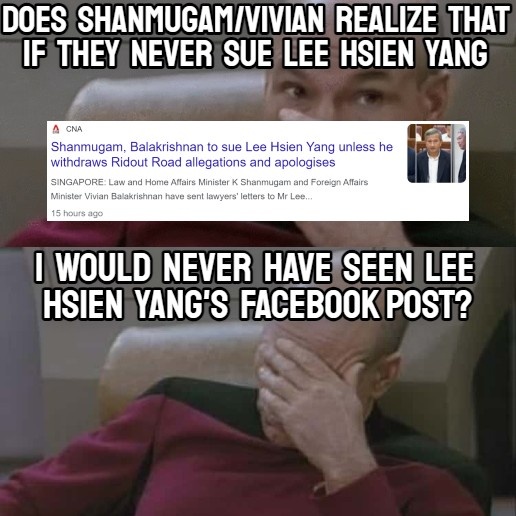 DOES SHANMUGAM/VIVIAN REALIZE THAT
IF THEY NEVER SUE LEE HSIEN YANG
CNA
Shanmugam, Balakrishnan to sue Lee Hsien Yang unless he
withdraws Ridout Road allegations and apologises
SINGAPORE: Law and Home Affairs Minister K Shanmugam and Foreign Affairs
Minister Vivian Balakrishnan have sent lawyers' letters to Mr Lee...
15 hours ago
I WOULD NEVER HAVE SEEN LEE
HSIEN YANG'S FACEBOOK POST?